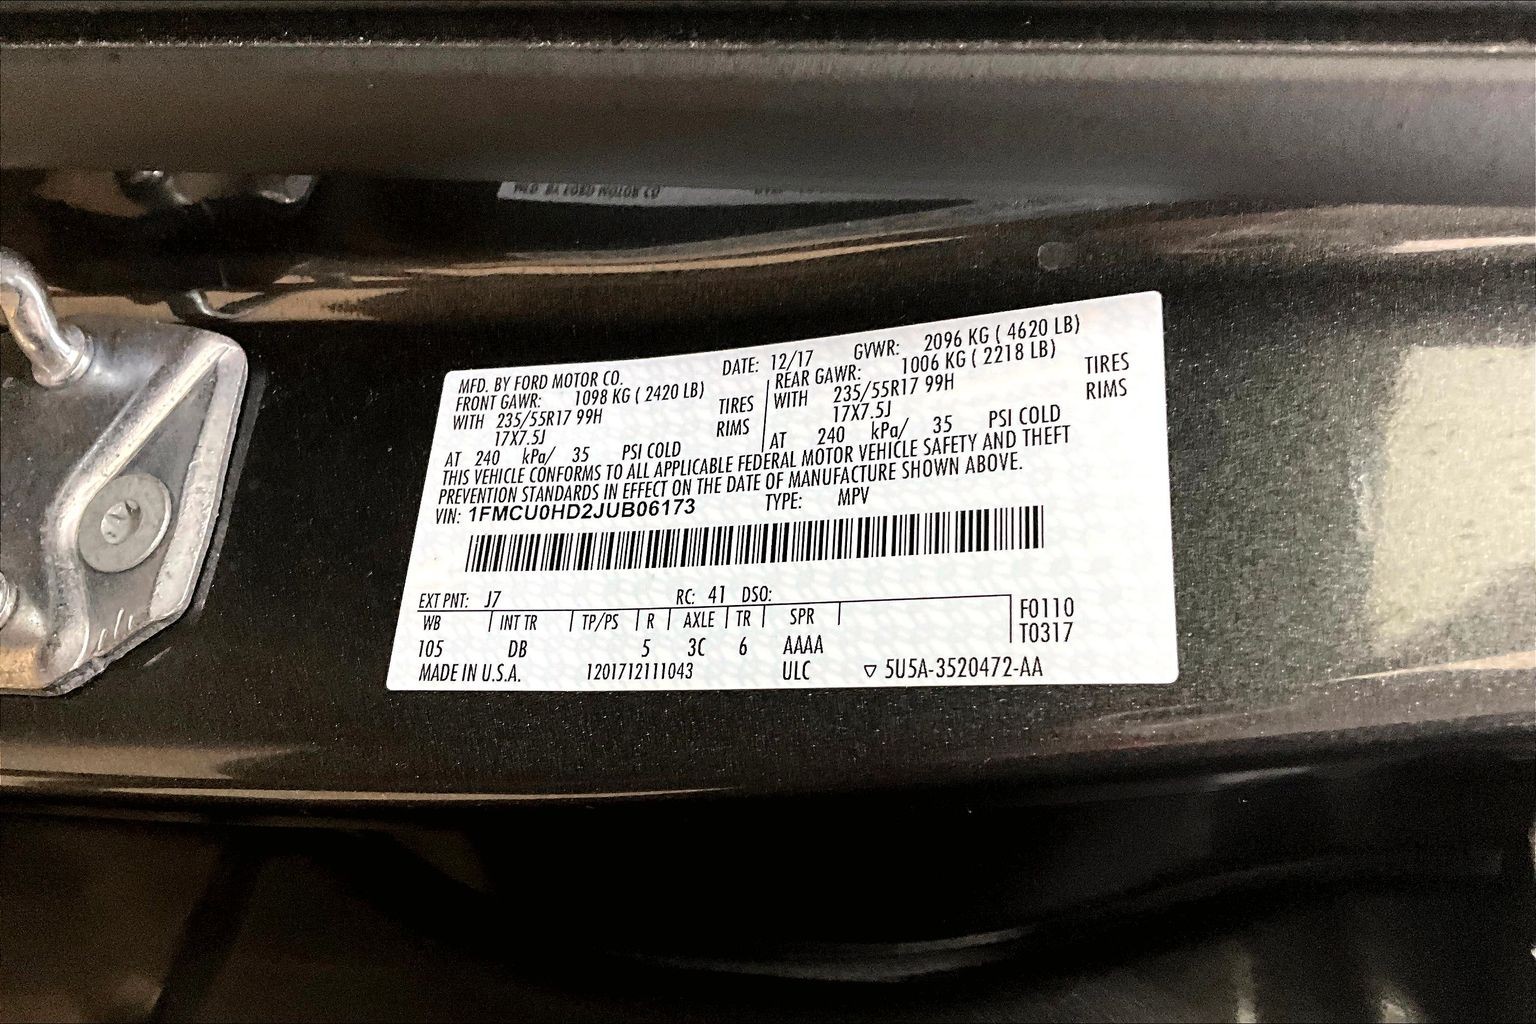 MFD. BY FORD MOTOR CO.
DATE: 12/17 GVWR: 2096 KG ( 4620 LB)
FRONT GAWR: 1098 KG ( 2420 LB)
WITH 235/55R17 99H TIRES
17X7.5J RIMS
AT 240 kPa/ 35 PSI COLD
REAR GAWR: 1006 KG ( 2218 LB)
WITH 235/55R17 99H TIRES
17X7.5J RIMS
AT 240 kPa/ 35 PSI COLD
THIS VEHICLE CONFORMS TO ALL APPLICABLE FEDERAL MOTOR VEHICLE SAFETY AND THEFT
PREVENTION STANDARDS IN EFFECT ON THE DATE OF MANUFACTURE SHOWN ABOVE.
VIN: 1FMCU0HD2JUB06173 TYPE: MPV
EXT PNT: J7 RC: 41 DSO:
WB INT TR TP/PS R AXLE TR SPR F0110
T0317
105 DB 5 3C 6 AAAA
MADE IN U.S.A. 1201712111043 ULC ▽ 5U5A-3520472-AA